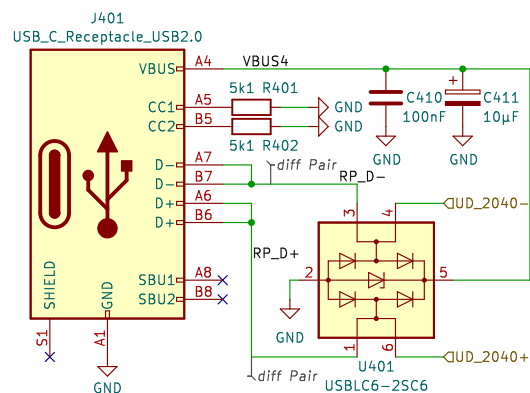 J401
USB_C_Receptacle_USB2.0
VBUS A4 VBUS4
5k1 R401
CC1 A5 GND
CC2 B5 GND
5k1 R402
C410
100nF
GND
+
C411
10µF
GND
D- A7 diff Pair
D- B7 RP_D-
D+ A6
D+ B6
RP_D+
3 4 UD_2040-
2 5
GND
SBU1 A8
SBU2 B8
SHIELD
GND
S1
A1
GND
1 6 UD_2040+
diff Pair
U401
USBLC6-2SC6